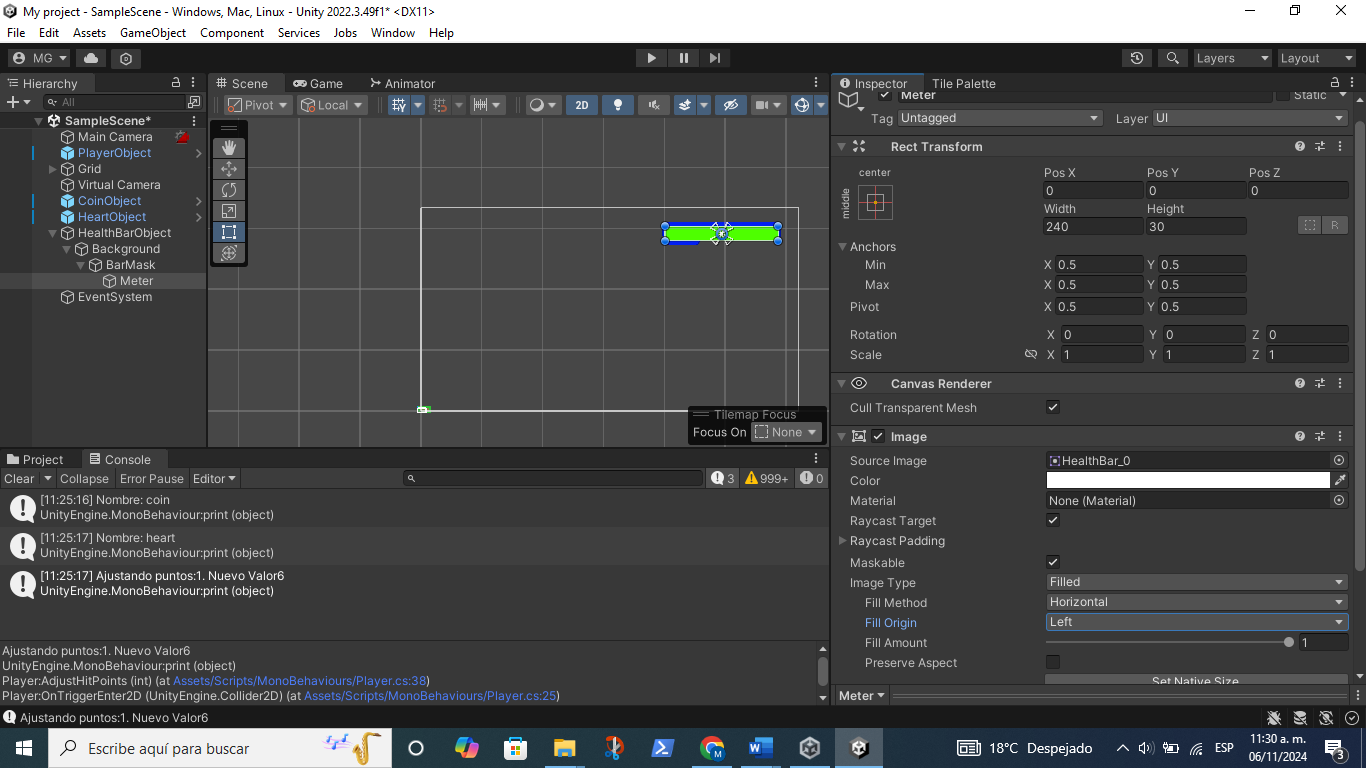 My project - SampleScene - Windows, Mac, Linux - Unity 2022.3.49f1* <DX11>
File Edit Assets GameObject Component Services Jobs Window Help
MG Layers Layout
Hierarchy
All
SampleScene*
Main Camera
PlayerObject
Grid
Virtual Camera
CoinObject
HeartObject
HealthBarObject
Background
BarMask
Meter
EventSystem
Scene Game Animator
Pivot Local 2D
Tilemap Focus
Focus On None
Project Console
Clear Collapse Error Pause Editor 3 999+ 0
[11:25:16] Nombre: coin
UnityEngine.MonoBehaviour:print (object)
[11:25:17] Nombre: heart
UnityEngine.MonoBehaviour:print (object)
[11:25:17] Ajustando puntos:1. Nuevo Valor6
UnityEngine.MonoBehaviour:print (object)
Ajustando puntos:1. Nuevo Valor6
UnityEngine.MonoBehaviour:print (object)
Player:AdjustHitPoints (int) (at Assets/Scripts/MonoBehaviours/Player.cs:38)
Player:OnTriggerEnter2D (UnityEngine.Collider2D) (at Assets/Scripts/MonoBehaviours/Player.cs:25)
Inspector Tile Palette
Meter Static
Tag Untagged Layer UI
Rect Transform
center
middle
Pos X Pos Y Pos Z
0 0 0
Width Height
240 30 R
Anchors
Min X 0.5 Y 0.5
Max X 0.5 Y 0.5
Pivot X 0.5 Y 0.5
Rotation X 0 Y 0 Z 0
Scale X 1 Y 1 Z 1
Canvas Renderer
Cull Transparent Mesh
Image
Source Image HealthBar_0
Color
Material None (Material)
Raycast Target
Raycast Padding
Maskable
Image Type Filled
Fill Method Horizontal
Fill Origin Left
Fill Amount 1
Preserve Aspect
Set Native Size
Meter
Ajustando puntos:1. Nuevo Valor6
Escribe aquí para buscar
18°C Despejado
ESP
11:30 a. m.
06/11/2024
3